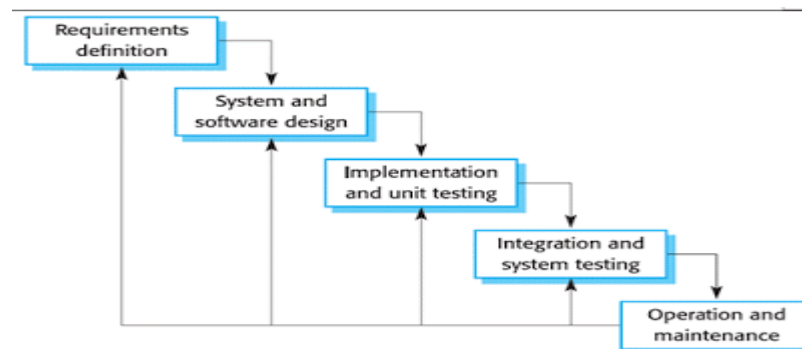 Requirements
definition
System and
software design
Implementation
and unit testing
Integration and
system testing
Operation and
maintenance